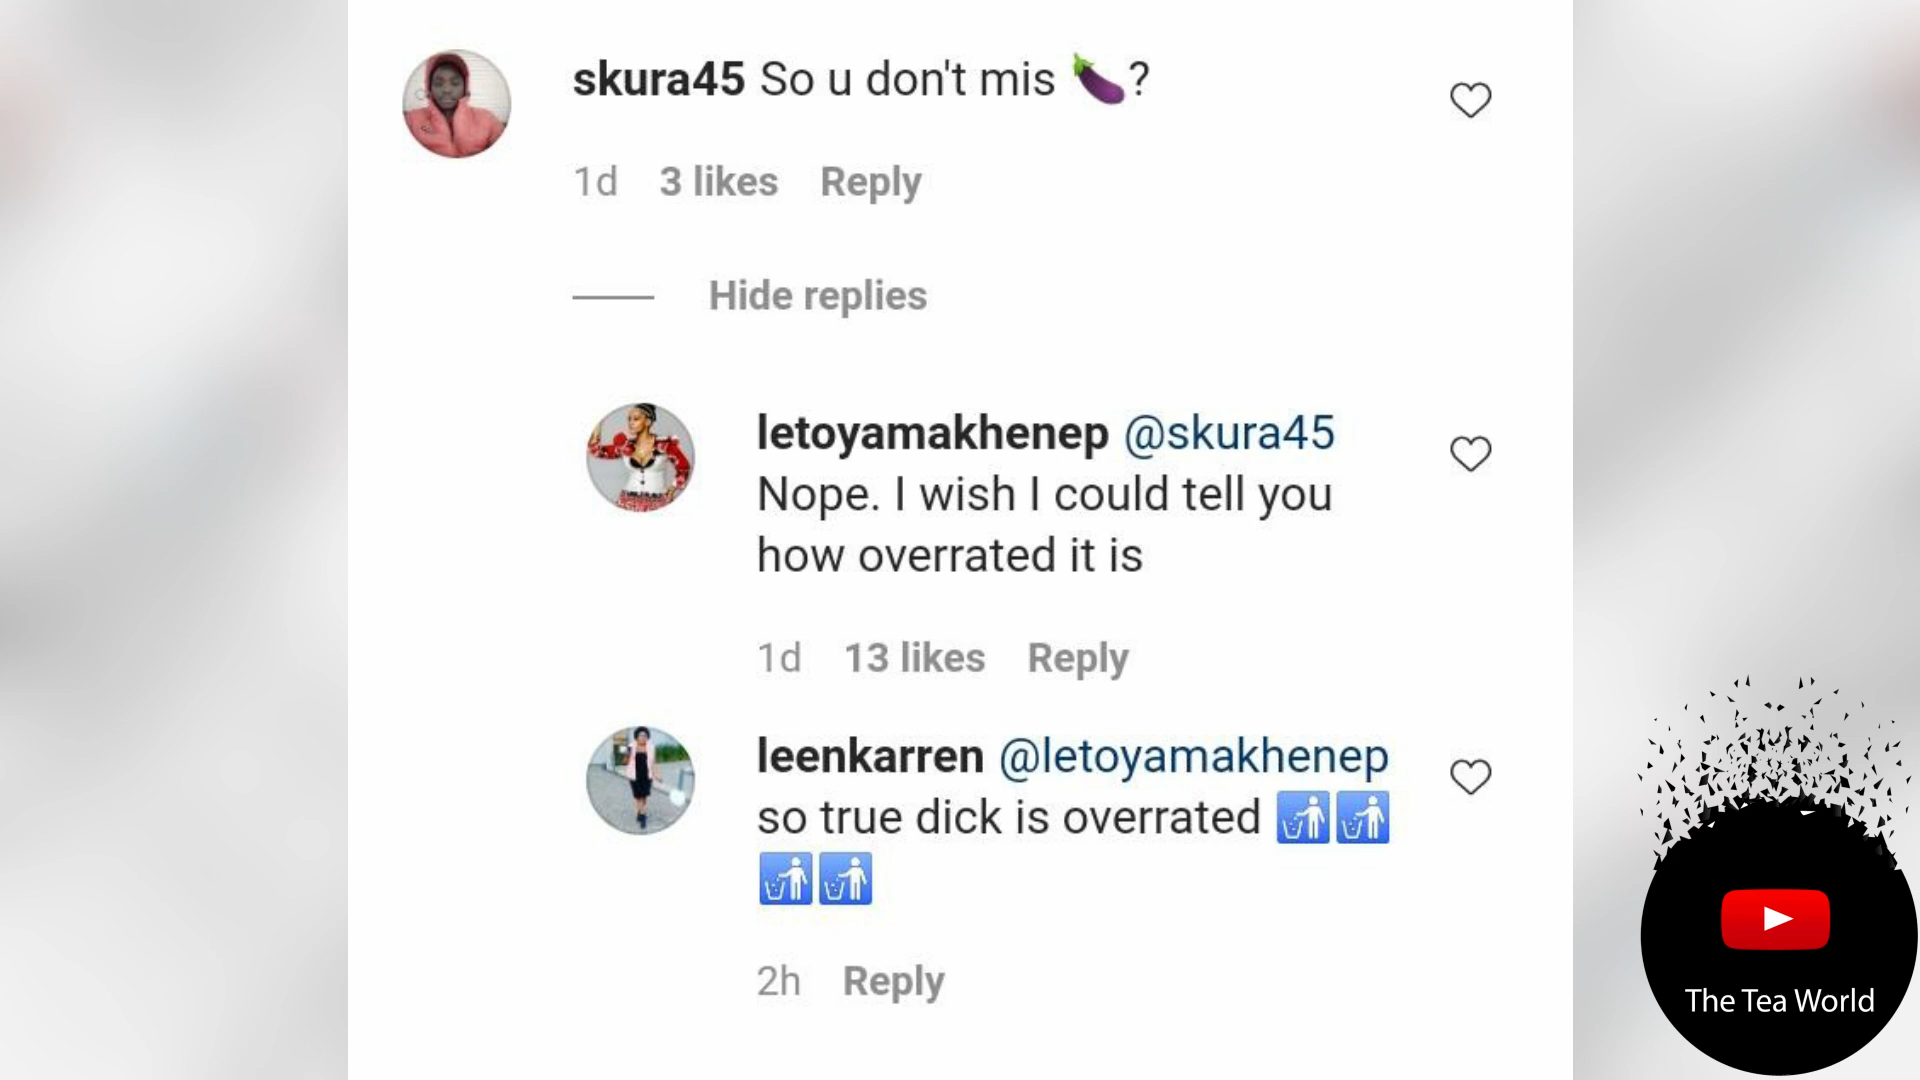 skura45 So u don't mis 🍆?
1d 3 likes Reply
Hide replies
letoyamakhenep @skura45
Nope. I wish I could tell you
how overrated it is
1d 13 likes Reply
leenkarren @letoyamakhenep
so true dick is overrated 🚮🚮
🚮🚮
2h Reply
The Tea World